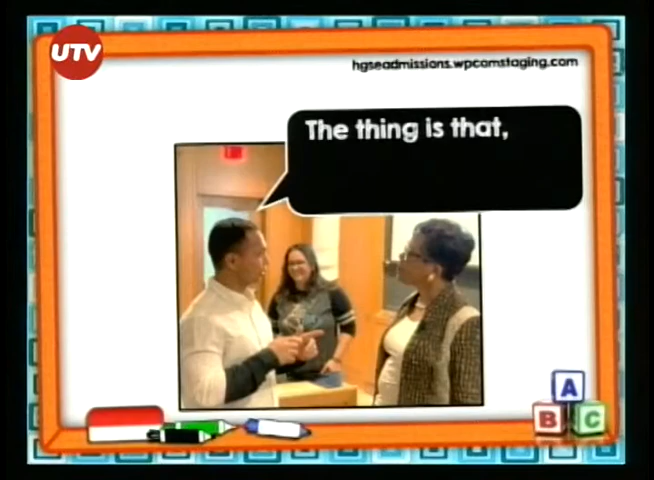 UTV
hgseadmissions.wpcomstaging.com
The thing is that,
A
B C